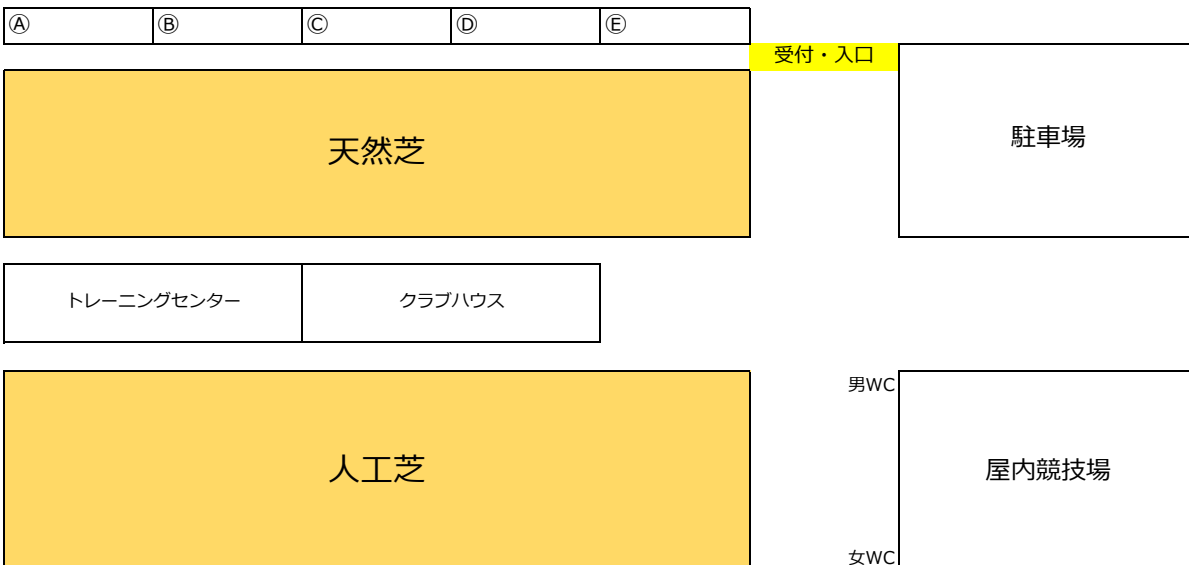 Ⓐ Ⓑ Ⓒ Ⓓ Ⓔ
受付・入口
天然芝
駐車場
トレーニングセンター クラブハウス
男WC
人工芝
屋内競技場
女WC